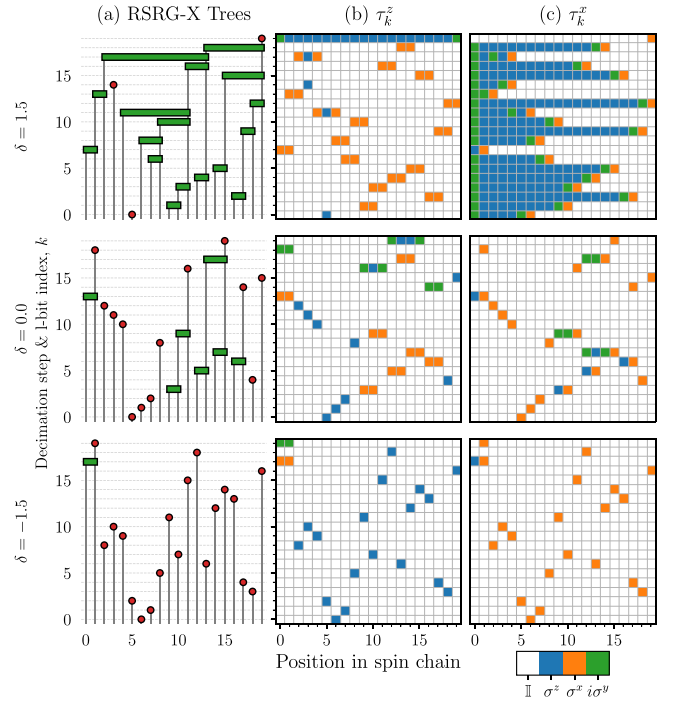 (a) RSRG-X Trees
(b) τ_k^z
(c) τ_k^x
Decimation step & l-bit index, k
δ = 1.5
15
10
5
0
δ = 0.0
15
10
5
0
δ = −1.5
15
10
5
0
0 5 10 15
0 5 10 15
0 5 10 15
Position in spin chain
𝕀 σ^z σ^x iσ^y